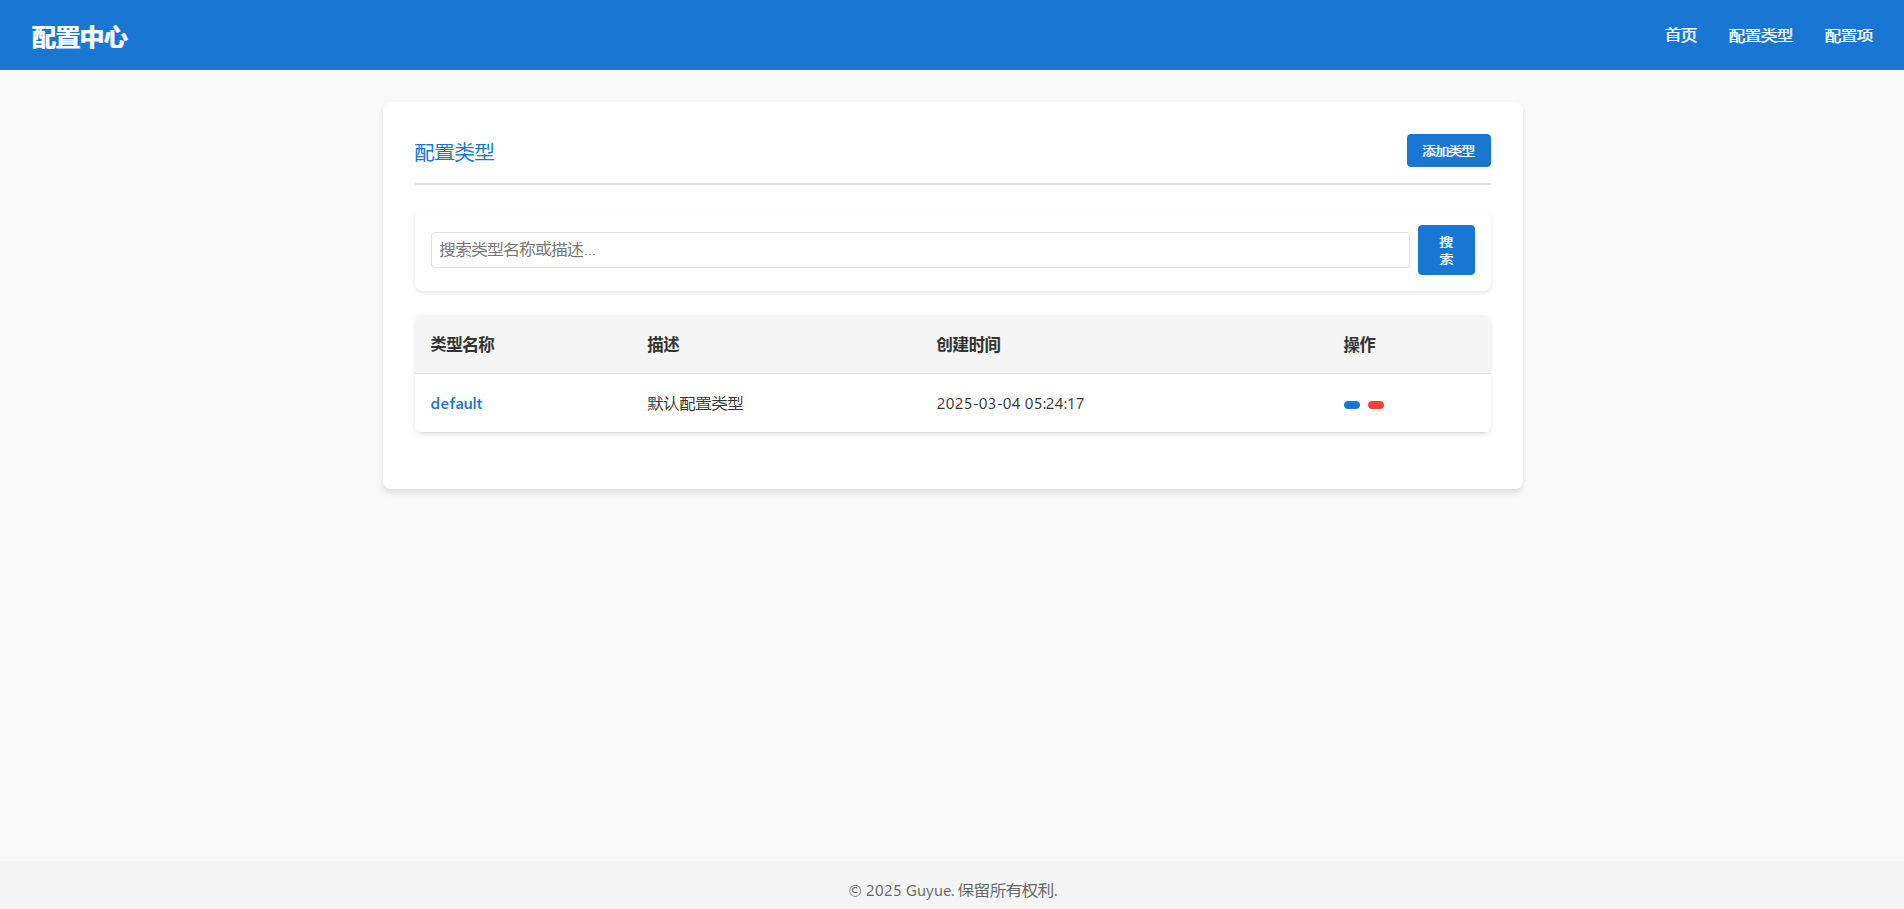 配置中心
首页 配置类型 配置项
配置类型
添加类型
搜索类型名称或描述...
搜
索
类型名称 描述 创建时间 操作
default 默认配置类型 2025-03-04 05:24:17
© 2025 Guyue. 保留所有权利.